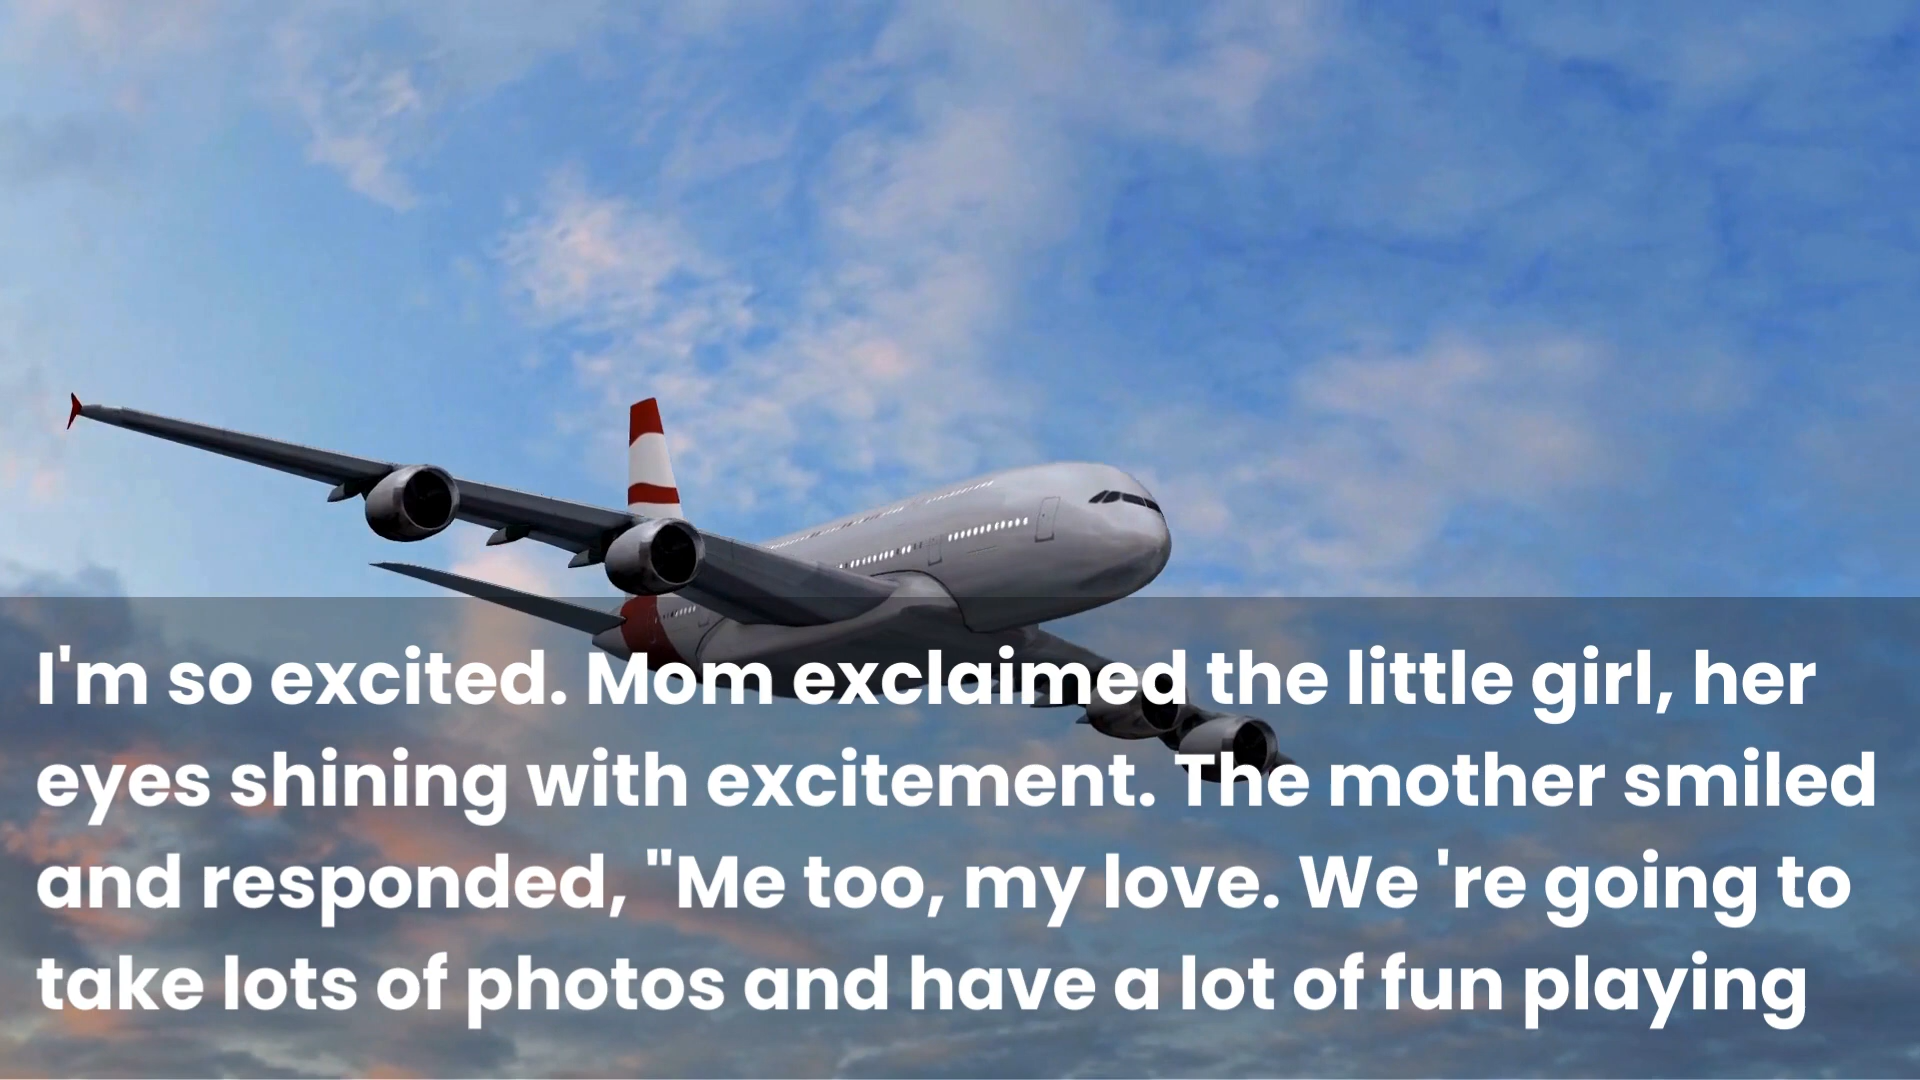 I'm so excited. Mom exclaimed the little girl, her
eyes shining with excitement. The mother smiled
and responded, "Me too, my love. We 're going to
take lots of photos and have a lot of fun playing